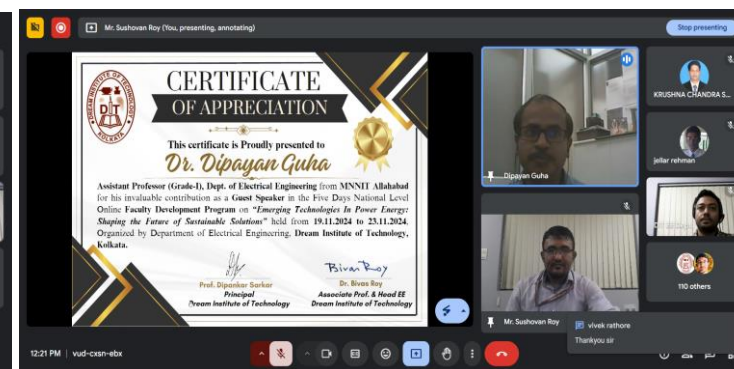 Mr. Sushovan Roy (You, presenting, annotating)
Stop presenting
DREAM INSTITUTE OF TECHNOLOGY
DIT
KOLKATA
CERTIFICATE
OF APPRECIATION
This certificate is Proudly presented to
Dr. Dipayan Guha
Assistant Professor (Grade-I), Dept. of Electrical Engineering from MNNIT Allahabad
for his invaluable contribution as a Guest Speaker in the Five Days National Level
Online Faculty Development Program on "Emerging Technologies In Power Energy:
Shaping the Future of Sustainable Solutions" held from 19.11.2024 to 23.11.2024,
Organized by Department of Electrical Engineering, Dream Institute of Technology,
Kolkata.
Bivas Roy
Prof. Dipankar Sarkar
Principal
Dream Institute of Technology
Dr. Bivas Roy
Associate Prof. & Head EE
Dream Institute of Technology
Dipayan Guha
Mr. Sushovan Roy
KRUSHNA CHANDRA S...
jellar rehman
110 others
vivek rathore
Thankyou sir
12:21 PM | vud-cxsn-ebx